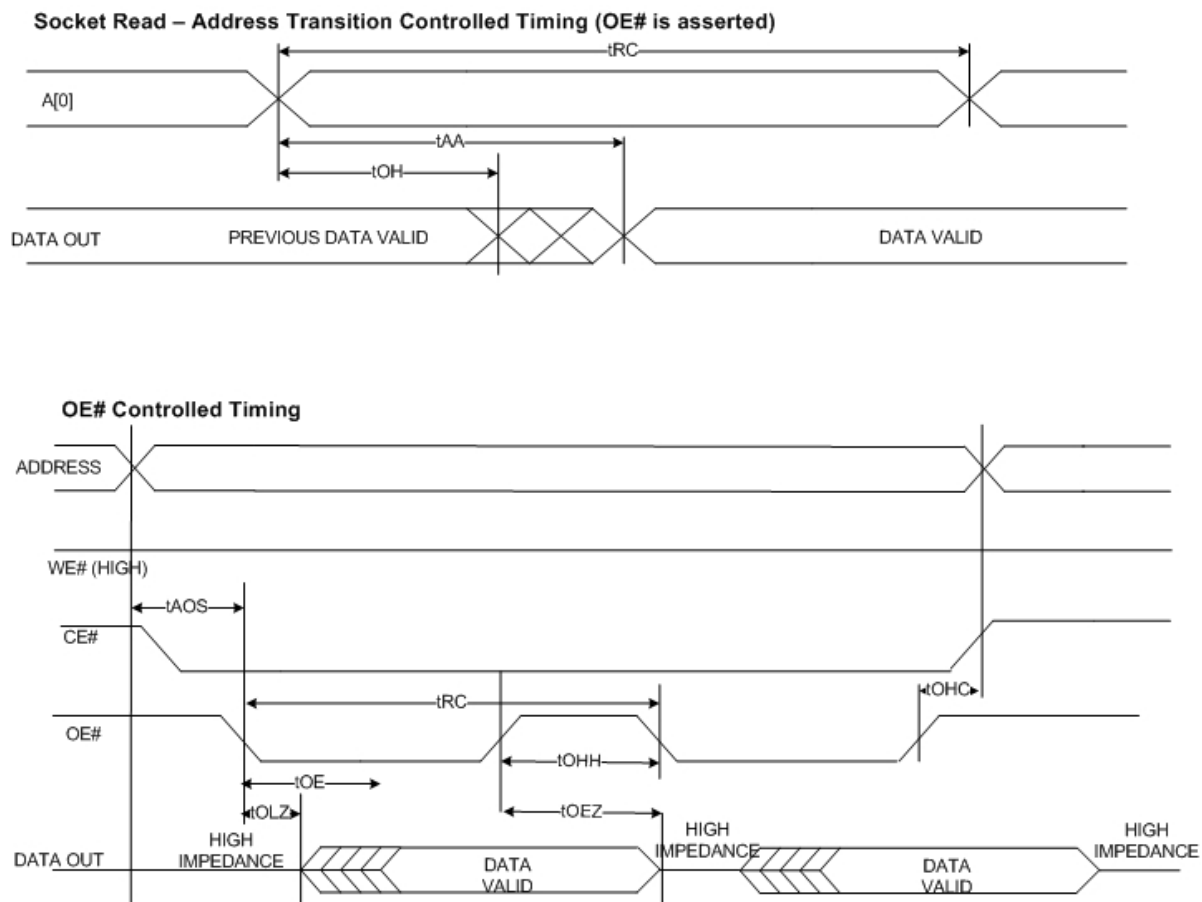 Socket Read – Address Transition Controlled Timing (OE# is asserted)
tRC
A[0]
tAA
tOH
DATA OUT
PREVIOUS DATA VALID
DATA VALID
OE# Controlled Timing
ADDRESS
WE# (HIGH)
tAOS
CE#
tRC
tOHC
OE#
tOHH
tOE
tOLZ
tOEZ
DATA OUT
HIGH
IMPEDANCE
DATA
VALID
HIGH
IMPEDANCE
DATA
VALID
HIGH
IMPEDANCE